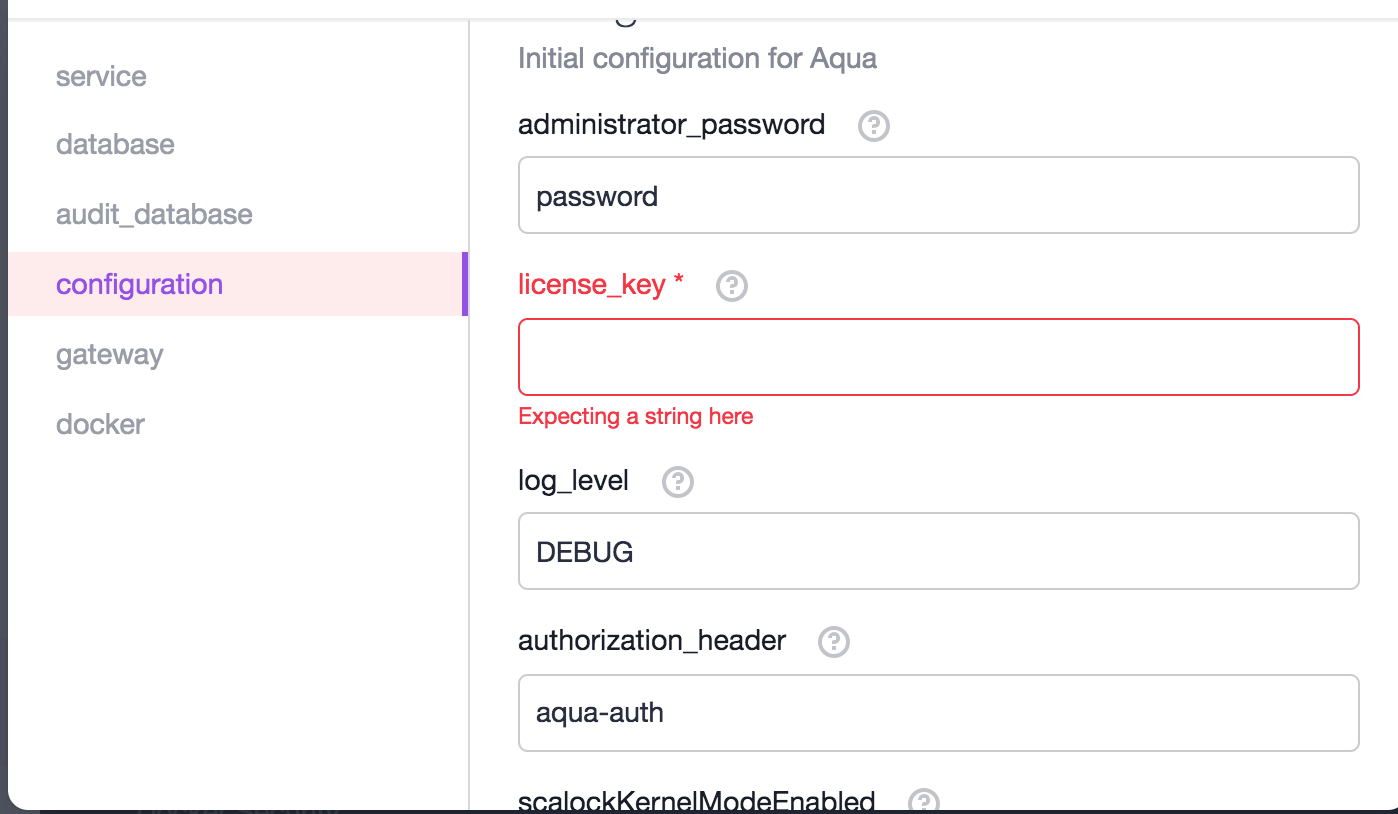 service
database
audit_database
configuration
gateway
docker
Initial configuration for Aqua
administrator_password ?
password
license_key * ?
Expecting a string here
log_level ?
DEBUG
authorization_header ?
aqua-auth
scalockKernelModeEnabled ?